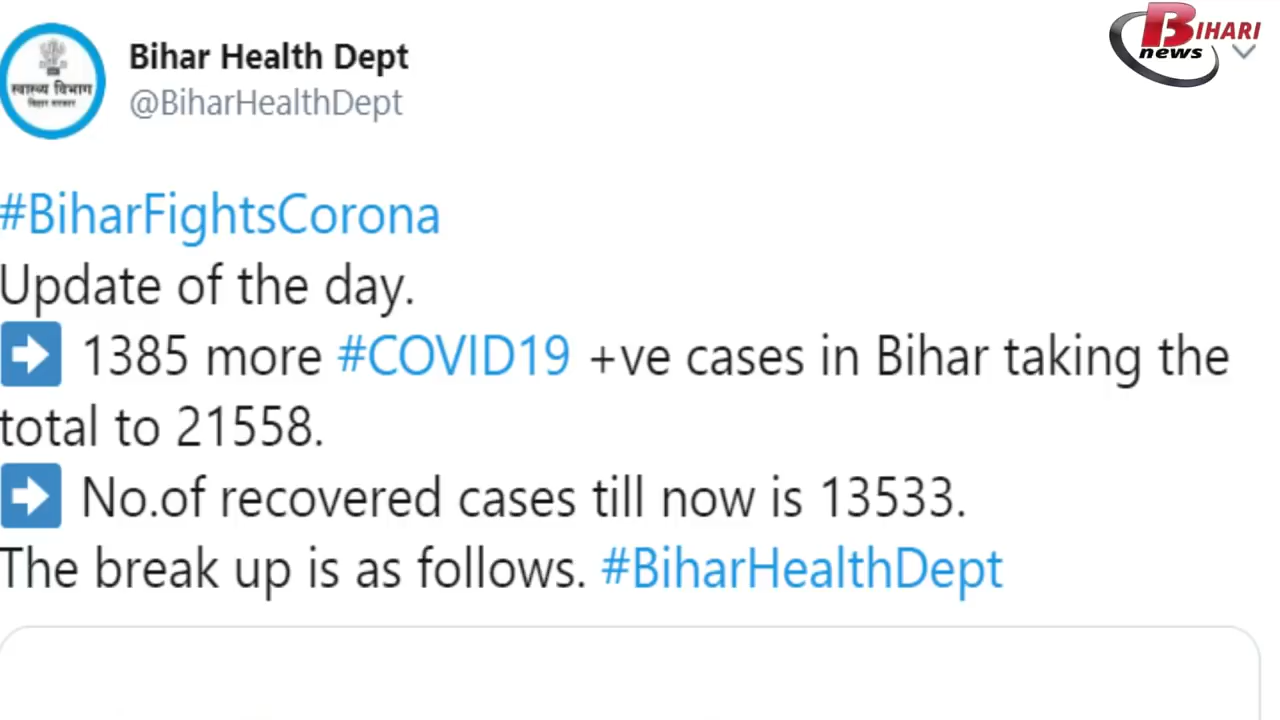 Bihar Health Dept
@BiharHealthDept
स्वास्थ्य विभाग
बिहार सरकार
BIHARI
news
#BiharFightsCorona
Update of the day.
➡ 1385 more #COVID19 +ve cases in Bihar taking the
total to 21558.
➡ No.of recovered cases till now is 13533.
The break up is as follows. #BiharHealthDept